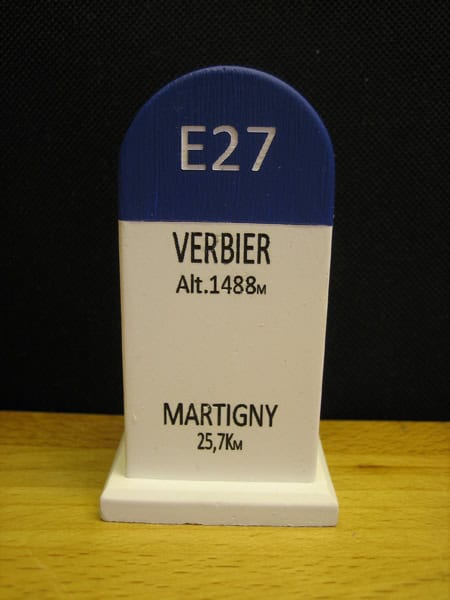 E27
VERBIER
Alt.1488M
MARTIGNY
25,7KM